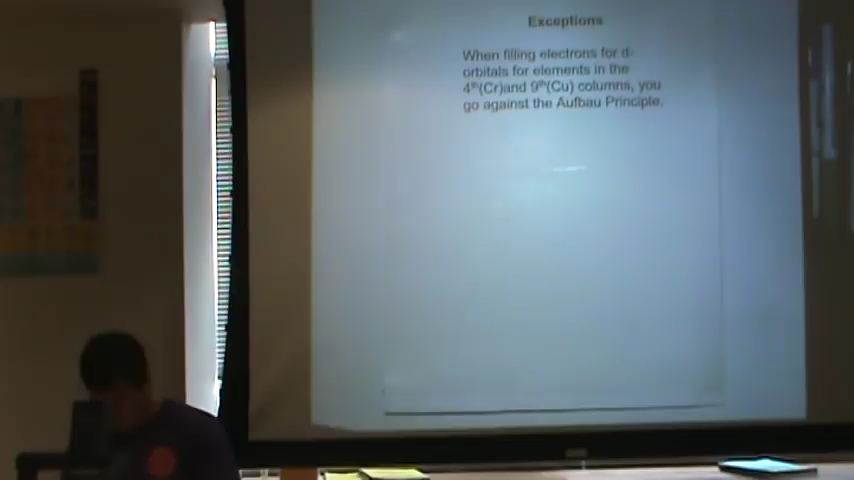 Exceptions
When filling electrons for d-
orbitals for elements in the
4th(Cr)and 9th(Cu) columns, you
go against the Aufbau Principle.